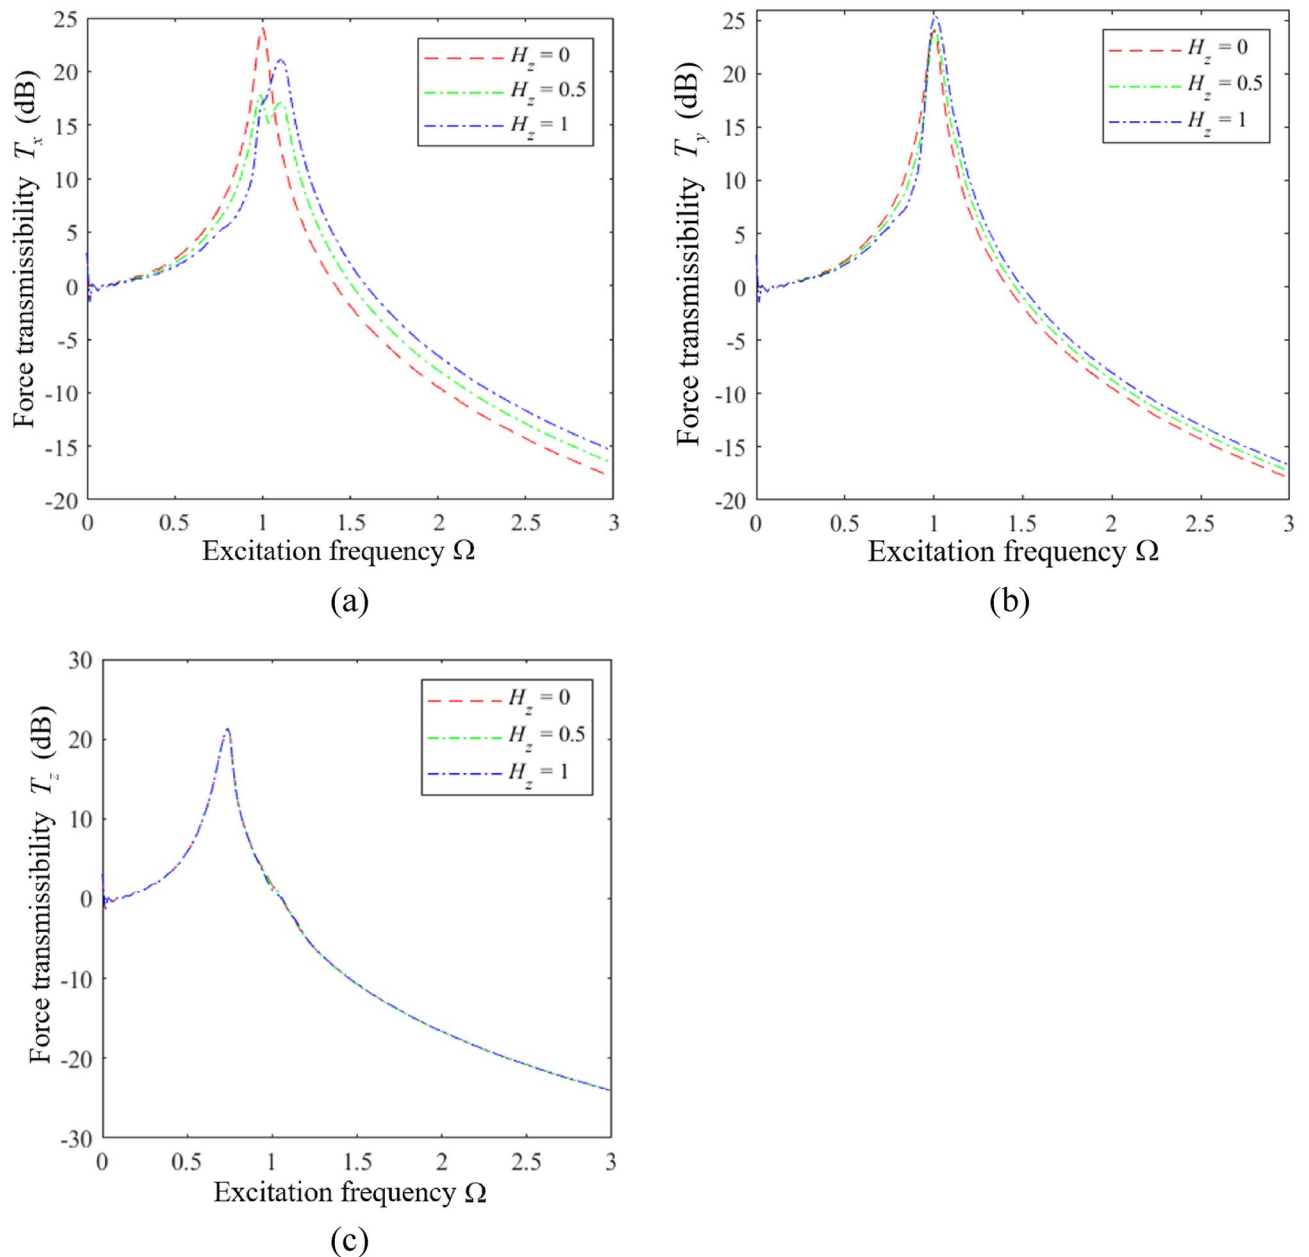 Force transmissibility T_x (dB)
25
20
15
10
5
0
-5
-10
-15
-20
H_z = 0
H_z = 0.5
H_z = 1
0 0.5 1 1.5 2 2.5 3
Excitation frequency Ω
(a)
Force transmissibility T_y (dB)
25
20
15
10
5
0
-5
-10
-15
-20
H_z = 0
H_z = 0.5
H_z = 1
0 0.5 1 1.5 2 2.5 3
Excitation frequency Ω
(b)
Force transmissibility T_z (dB)
30
20
10
0
-10
-20
-30
H_z = 0
H_z = 0.5
H_z = 1
0 0.5 1 1.5 2 2.5 3
Excitation frequency Ω
(c)